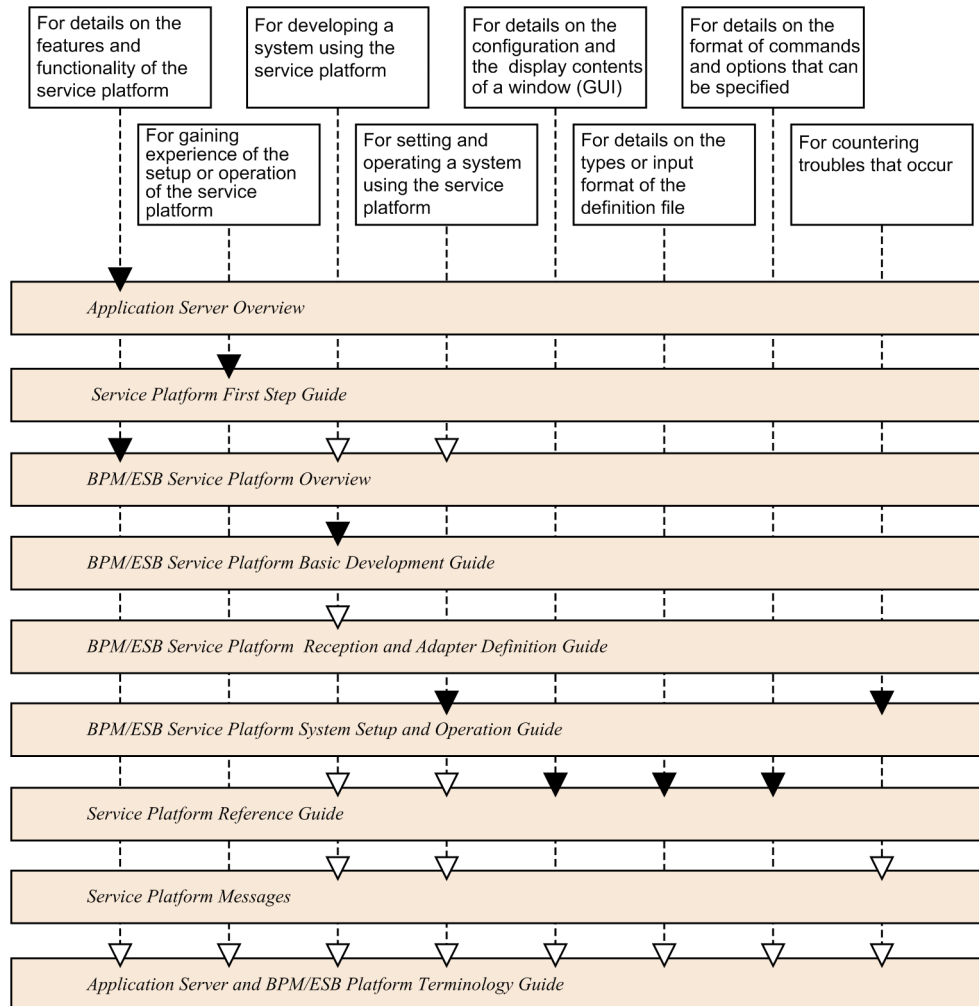 For details on the
features and
functionality of the
service platform
For developing a
system using the
service platform
For details on the
configuration and
the display contents
of a window (GUI)
For details on the
format of commands
and options that can
be specified
For gaining
experience of the
setup or operation
of the service
platform
For setting and
operating a system
using the service
platform
For details on the
types or input
format of the
definition file
For countering
troubles that occur
Application Server Overview
Service Platform First Step Guide
BPM/ESB Service Platform Overview
BPM/ESB Service Platform Basic Development Guide
BPM/ESB Service Platform Reception and Adapter Definition Guide
BPM/ESB Service Platform System Setup and Operation Guide
Service Platform Reference Guide
Service Platform Messages
Application Server and BPM/ESB Platform Terminology Guide